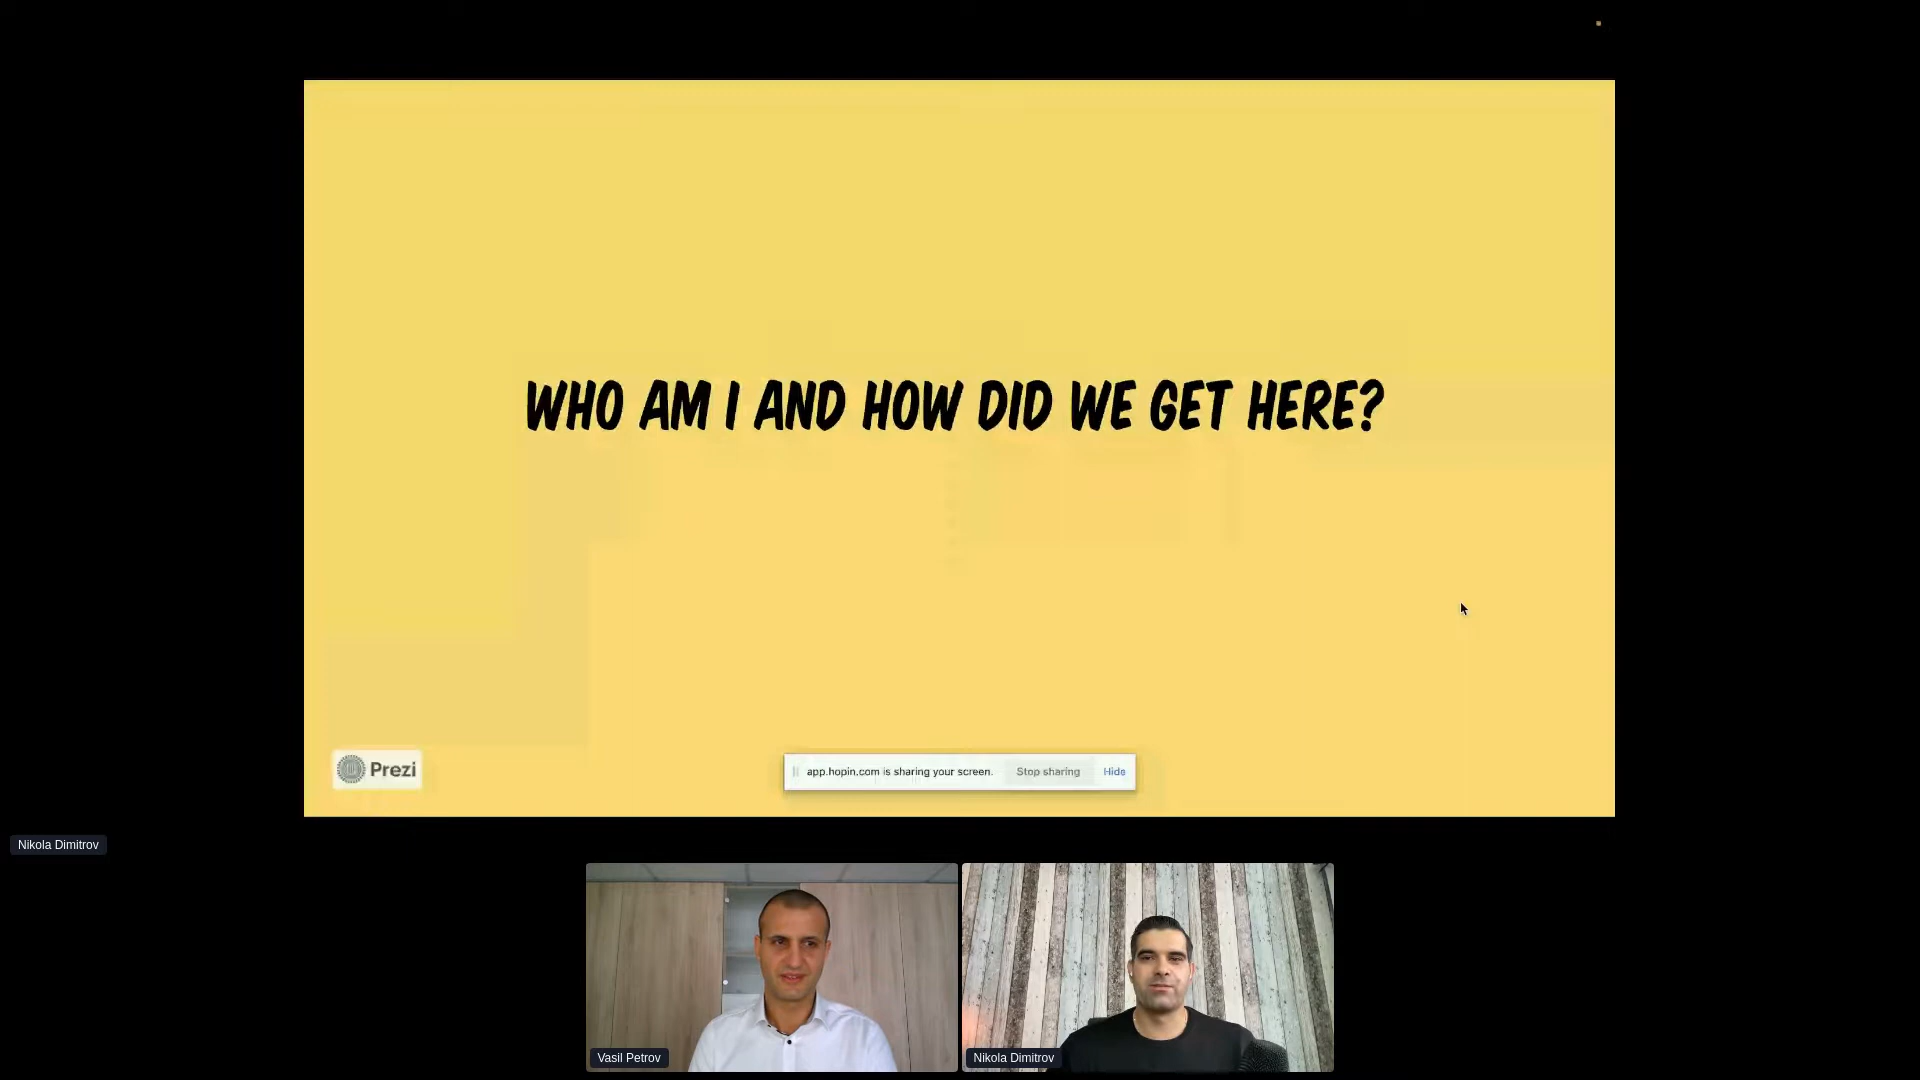 WHO AM I AND HOW DID WE GET HERE?
Prezi
app.hopin.com is sharing your screen. Stop sharing Hide
Nikola Dimitrov
Vasil Petrov
Nikola Dimitrov